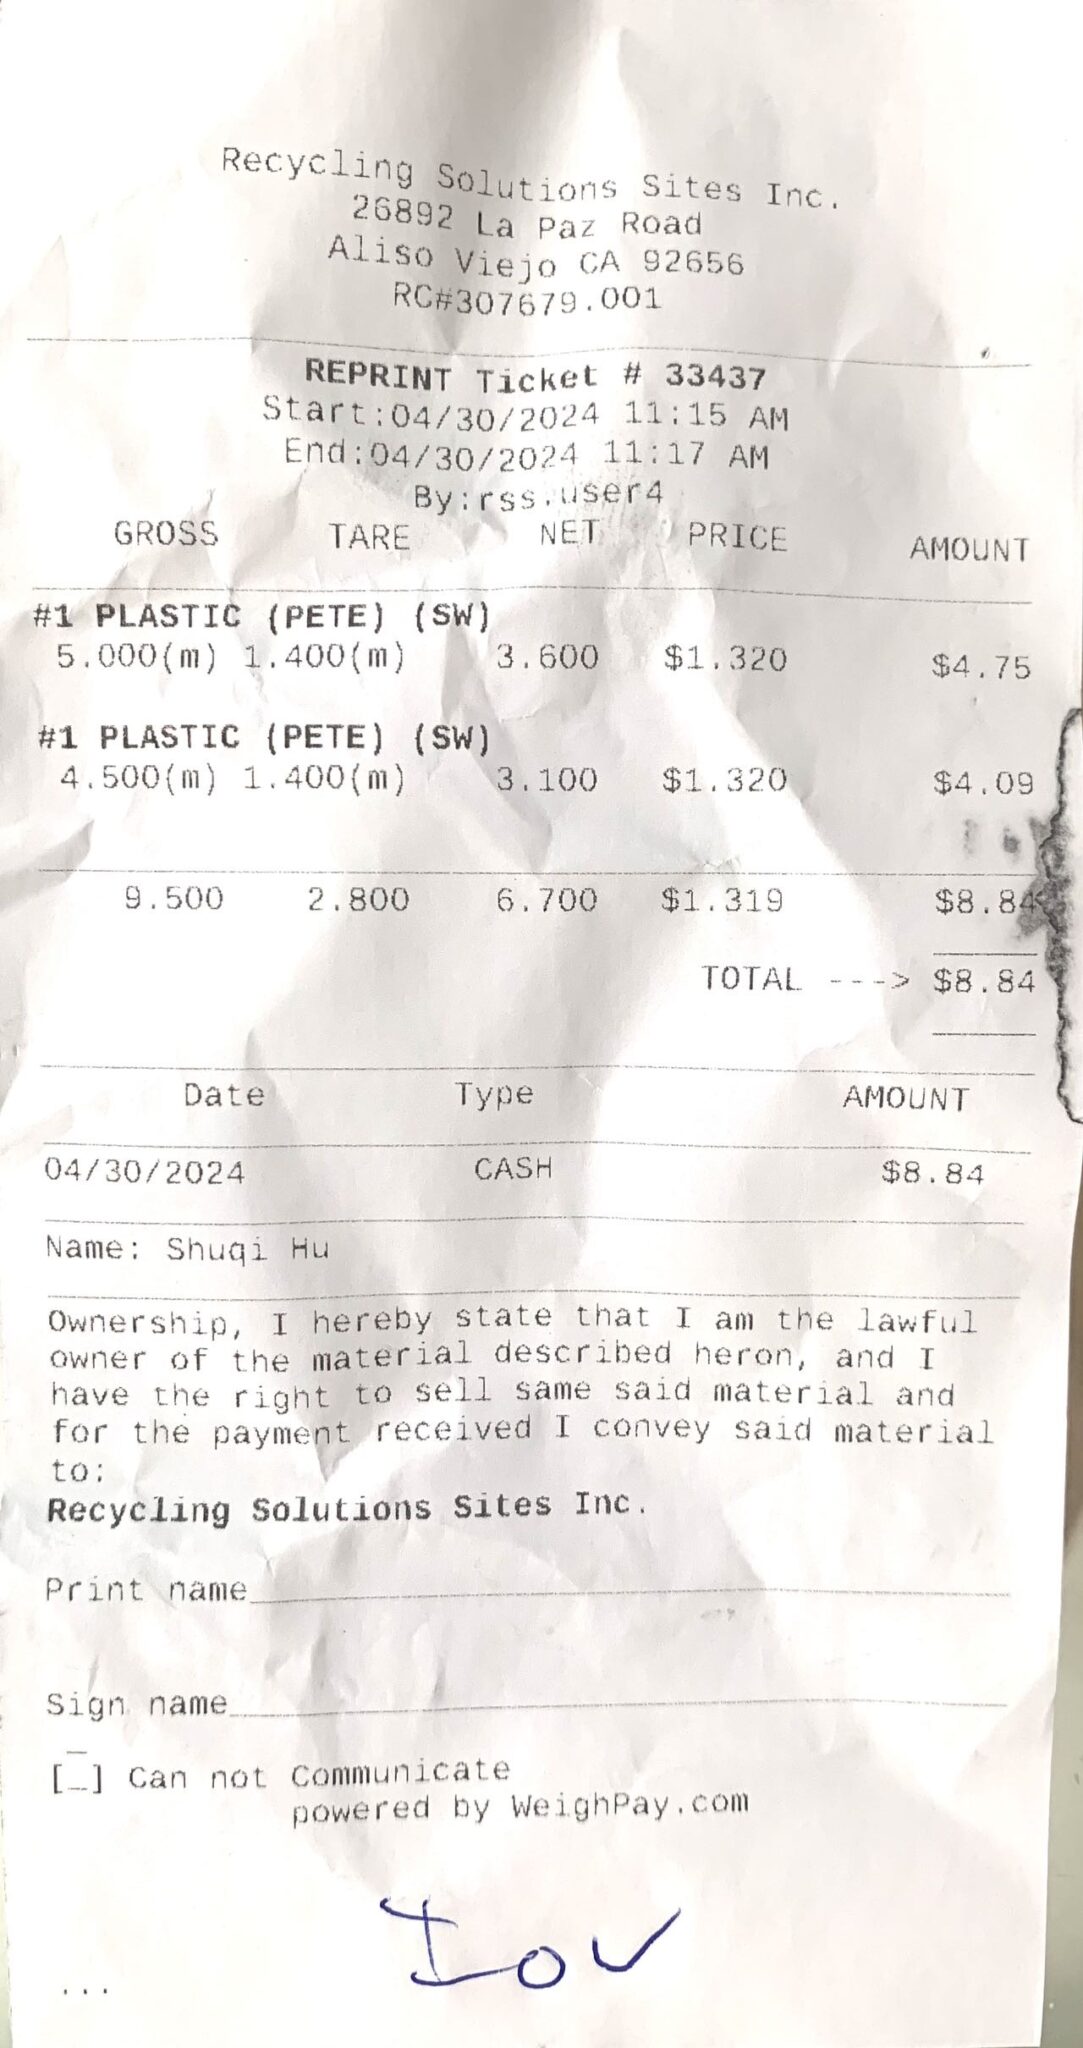 Recycling Solutions Sites Inc.
26892 La Paz Road
Aliso Viejo CA 92656
RC#307679.001
REPRINT Ticket # 33437
Start:04/30/2024 11:15 AM
End:04/30/2024 11:17 AM
By:rss.user4
GROSS TARE NET PRICE AMOUNT
#1 PLASTIC (PETE) (SW)
5.000(m) 1.400(m) 3.600 $1.320 $4.75
#1 PLASTIC (PETE) (SW)
4.500(m) 1.400(m) 3.100 $1.320 $4.09
9.500 2.800 6.700 $1.319 $8.84
TOTAL ---> $8.84
Date Type AMOUNT
04/30/2024 CASH $8.84
Name: Shuqi Hu
Ownership, I hereby state that I am the lawful
owner of the material described heron, and I
have the right to sell same said material and
for the payment received I convey said material
to:
Recycling Solutions Sites Inc.
Print name
Sign name
[_] Can not Communicate
powered by WeighPay.com
IOU
...